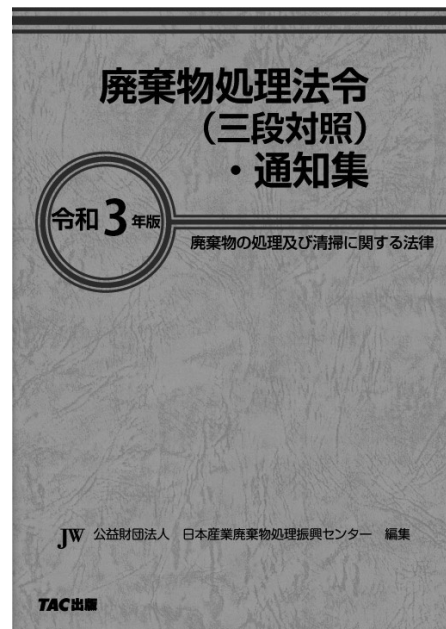 廃棄物処理法令
（三段対照）
・通知集
令和3年版
廃棄物の処理及び清掃に関する法律
JW 公益財団法人 日本産業廃棄物処理振興センター 編集
TAC出版